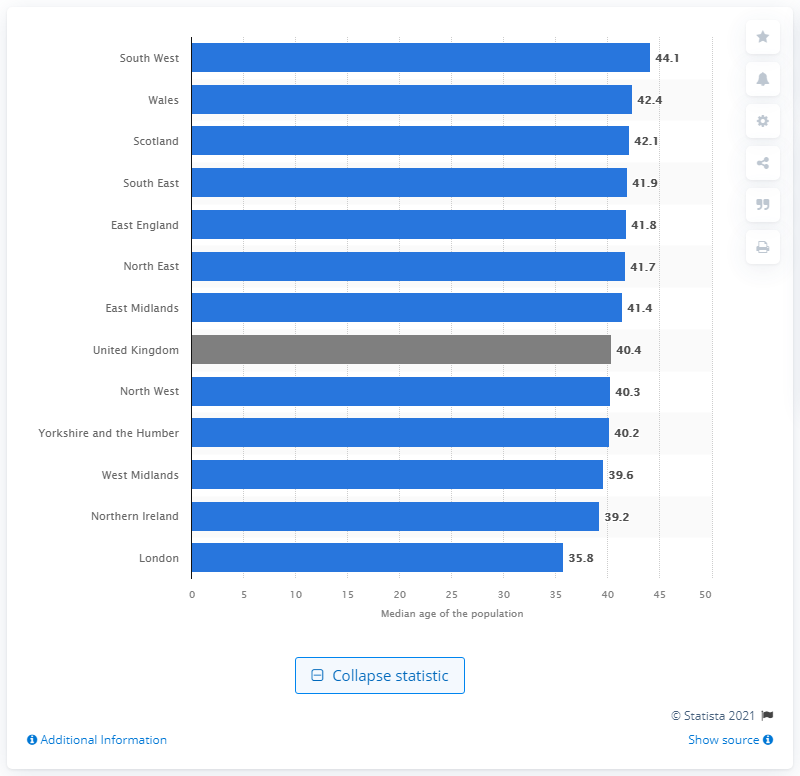 South West 44.1
Wales 42.4
Scotland 42.1
South East 41.9
East England 41.8
North East 41.7
East Midlands 41.4
United Kingdom 40.4
North West 40.3
Yorkshire and the Humber 40.2
West Midlands 39.6
Northern Ireland 39.2
London 35.8
0 5 10 15 20 25 30 35 40 45 50
Median age of the population
Collapse statistic
© Statista 2021
Additional Information
Show source